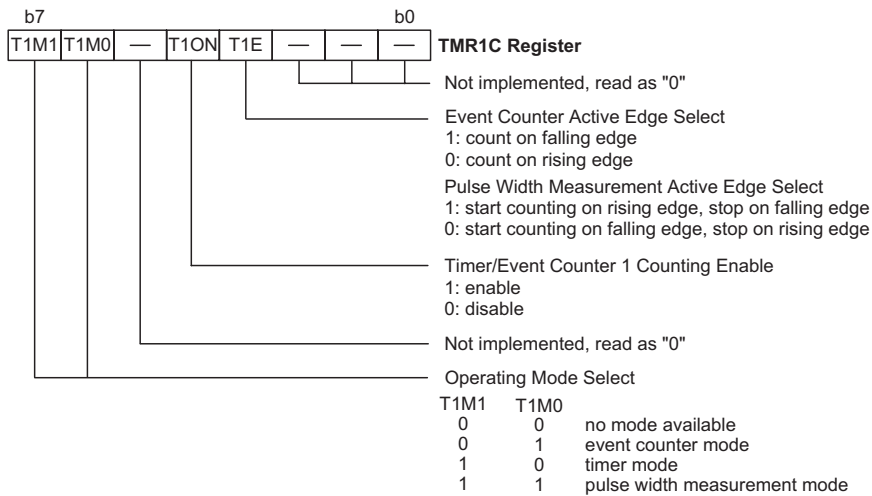 b7 b0
T1M1 T1M0 — T1ON T1E — — — TMR1C Register
Not implemented, read as "0"
Event Counter Active Edge Select
1: count on falling edge
0: count on rising edge
Pulse Width Measurement Active Edge Select
1: start counting on rising edge, stop on falling edge
0: start counting on falling edge, stop on rising edge
Timer/Event Counter 1 Counting Enable
1: enable
0: disable
Not implemented, read as "0"
Operating Mode Select
T1M1 T1M0
0 0 no mode available
0 1 event counter mode
1 0 timer mode
1 1 pulse width measurement mode